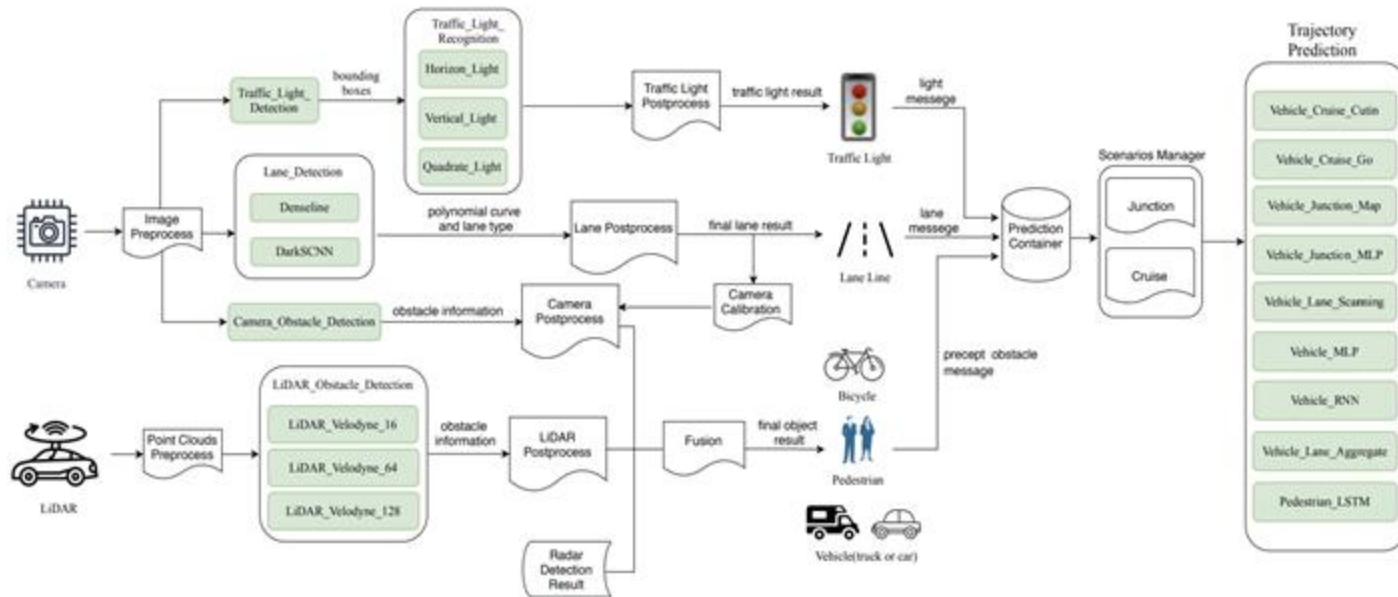 Traffic_Light_
Recognition
Horizon_Light
Vertical_Light
Quadrate_Light
Traffic_Light_
Detection
bounding
boxes
Traffic Light
Postprocess
traffic light result
Traffic Light
light
messege
Lane_Detection
Denseline
DarkSCNN
Camera
Image
Preprocess
polynomial curve
and lane type
Lane Postprocess
final lane result
Lane Line
lane
messege
Camera_Obstacle_Detection
obstacle information
Camera
Postprocess
Camera
Calibration
LiDAR
Point Clouds
Preprocess
LiDAR_Obstacle_Detection
LiDAR_Velodyne_16
LiDAR_Velodyne_64
LiDAR_Velodyne_128
obstacle
information
LiDAR
Postprocess
Fusion
final object
result
Radar
Detection
Result
Bicycle
Pedestrian
Vehicle(truck or car)
precept obstacle
message
Prediction
Container
Scenarios Manager
Junction
Cruise
Trajectory
Prediction
Vehicle_Cruise_Cutin
Vehicle_Cruise_Go
Vehicle_Junction_Map
Vehicle_Junction_MLP
Vehicle_Lane_Scanning
Vehicle_MLP
Vehicle_RNN
Vehicle_Lane_Aggregate
Pedestrian_LSTM